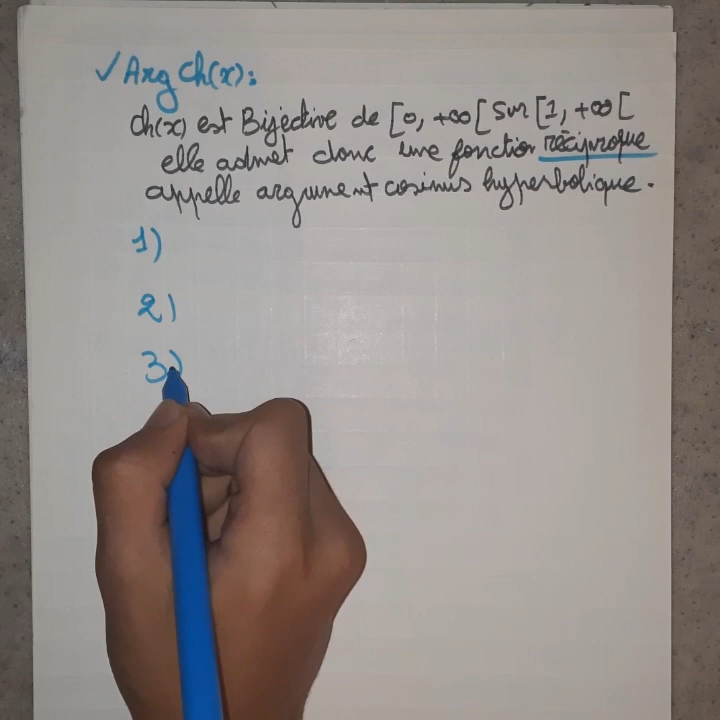 ✓ Arg ch(x):
ch(x) est Bijéctive de [0, +∞[ sur [1, +∞[
elle admet donc une fonction réciproque
appelle argument cosinus hyperbolique.
1)
2)
3)